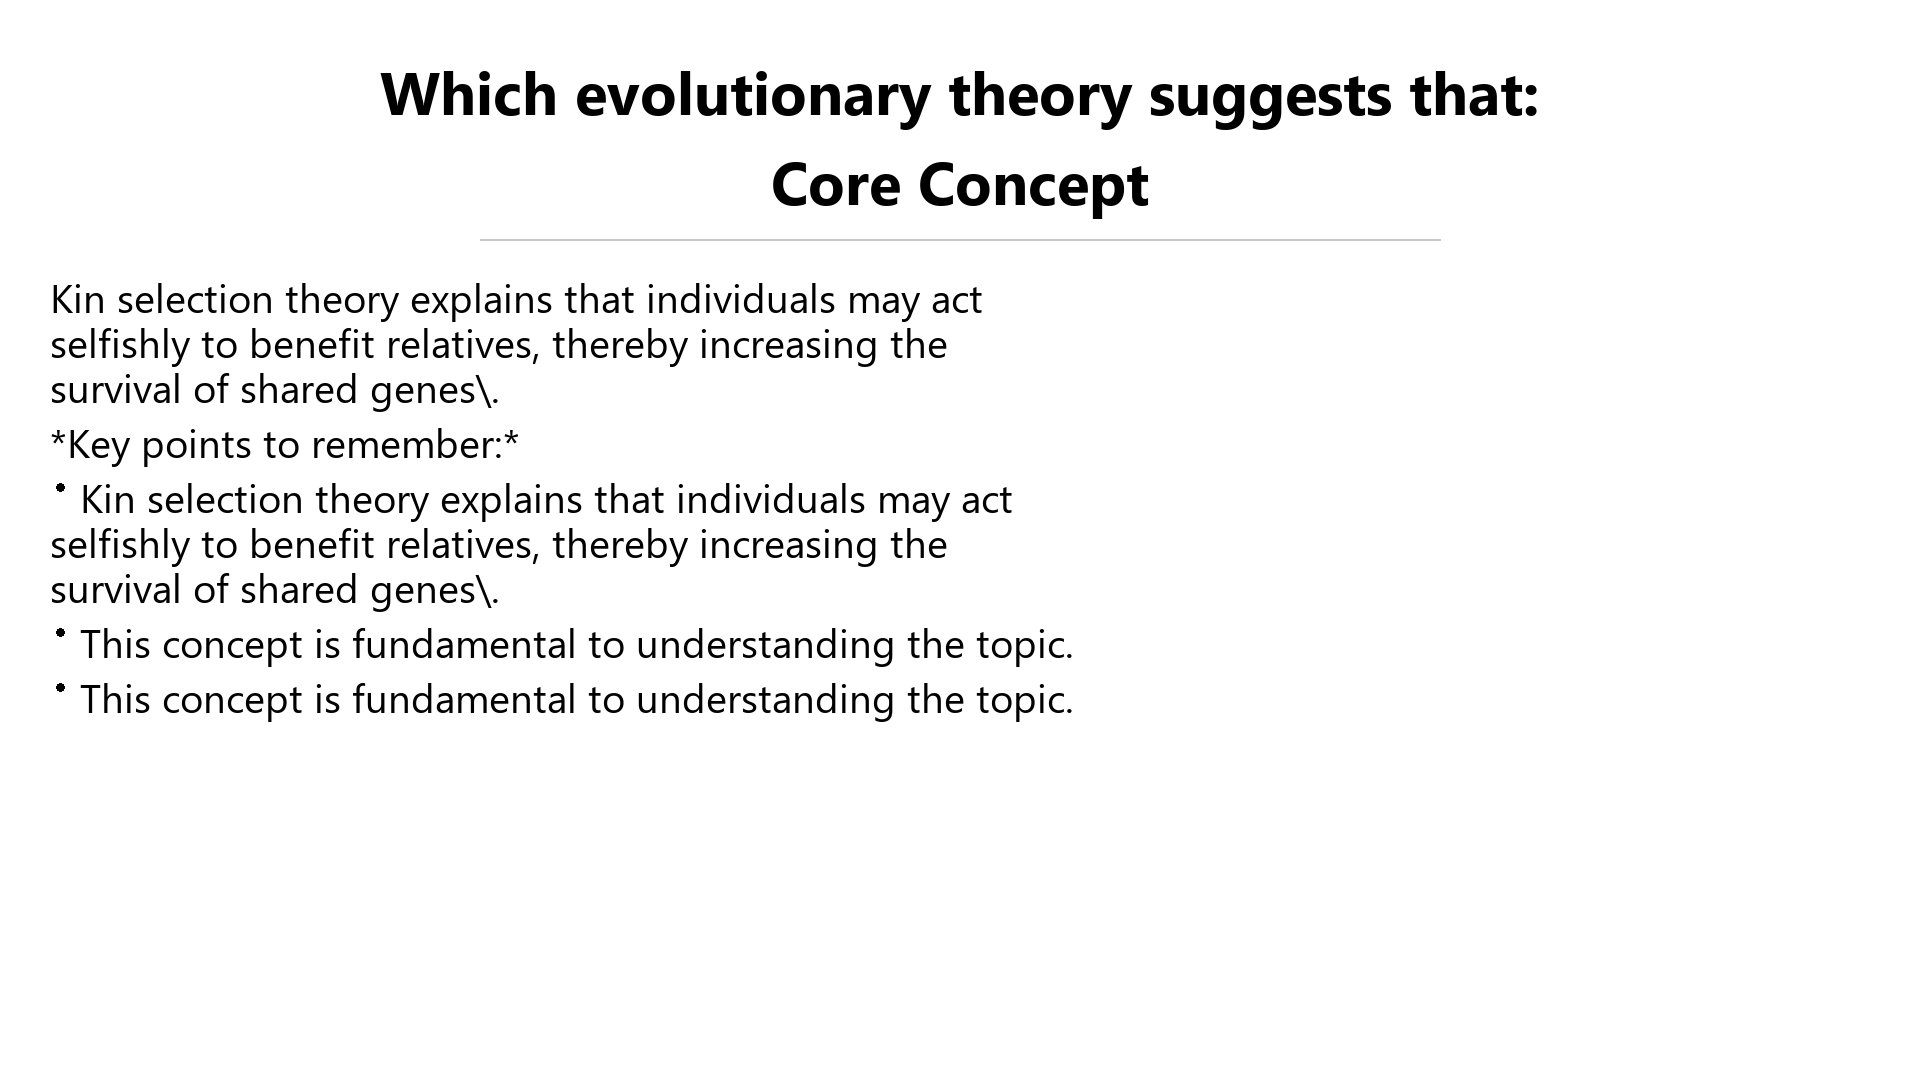 Which evolutionary theory suggests that:
Core Concept
Kin selection theory explains that individuals may act
selfishly to benefit relatives, thereby increasing the
survival of shared genes\.
*Key points to remember:*
• Kin selection theory explains that individuals may act
selfishly to benefit relatives, thereby increasing the
survival of shared genes\.
• This concept is fundamental to understanding the topic.
• This concept is fundamental to understanding the topic.